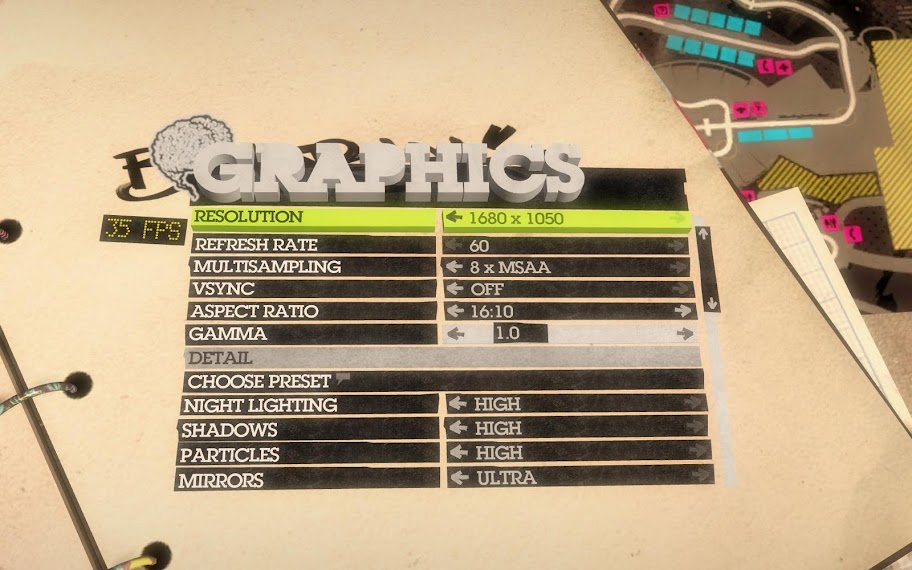 GRAPHICS
35 FPS
RESOLUTION 1680 x 1050
REFRESH RATE 60
MULTISAMPLING 8 x MSAA
VSYNC OFF
ASPECT RATIO 16:10
GAMMA 1.0
DETAIL
CHOOSE PRESET
NIGHT LIGHTING HIGH
SHADOWS HIGH
PARTICLES HIGH
MIRRORS ULTRA